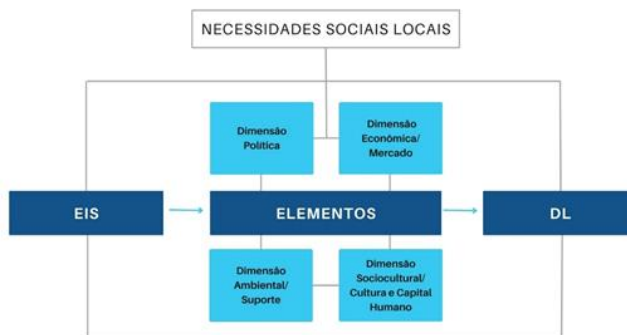 NECESSIDADES SOCIAIS LOCAIS
Dimensão
Política
Dimensão
Econômica/
Mercado
EIS
ELEMENTOS
DL
Dimensão
Ambiental/
Suporte
Dimensão
Sociocultural/
Cultura e Capital
Humano